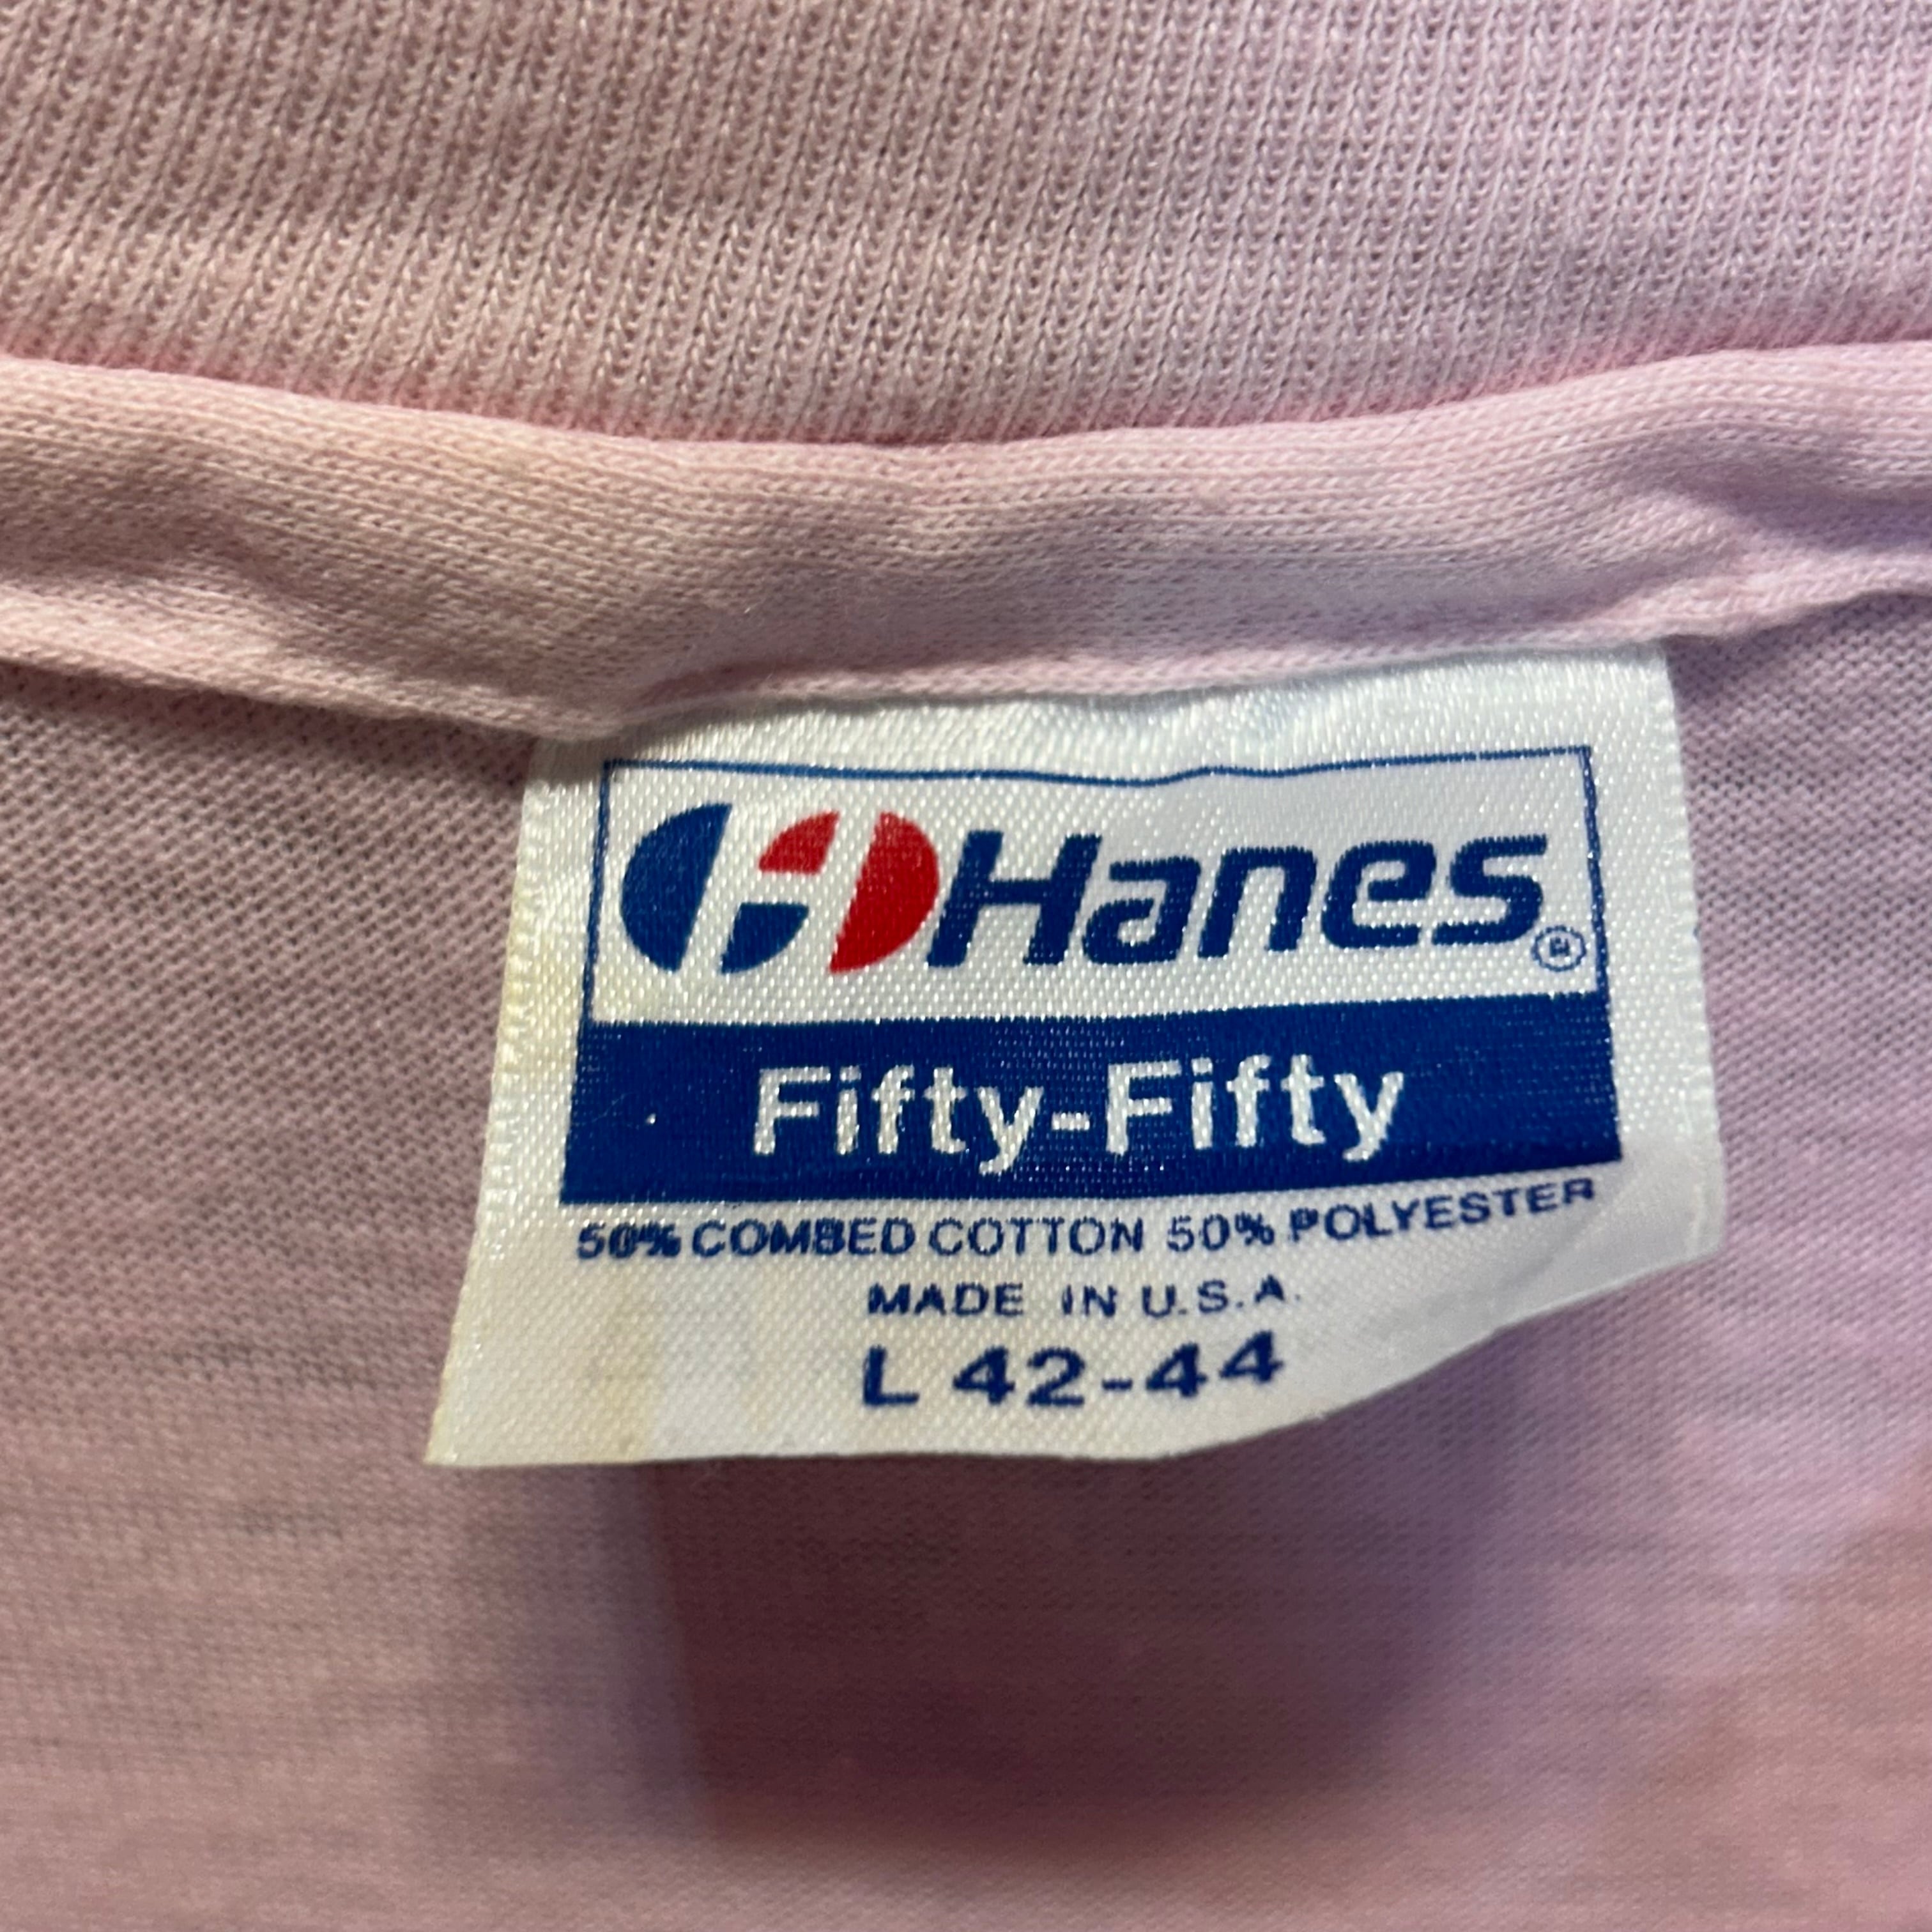 Hanes®
Fifty-Fifty
50% COMBED COTTON 50% POLYESTER
MADE IN U.S.A.
L 42-44